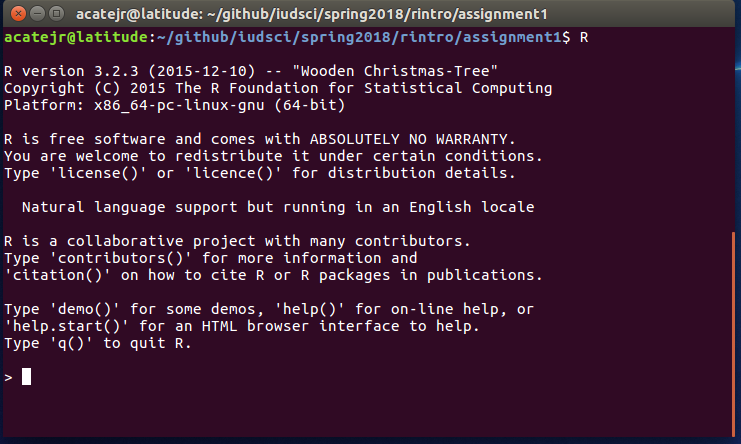 acatejr@latitude: ~/github/iudsci/spring2018/rintro/assignment1
acatejr@latitude:~/github/iudsci/spring2018/rintro/assignment1$ R
R version 3.2.3 (2015-12-10) -- "Wooden Christmas-Tree"
Copyright (C) 2015 The R Foundation for Statistical Computing
Platform: x86_64-pc-linux-gnu (64-bit)
R is free software and comes with ABSOLUTELY NO WARRANTY.
You are welcome to redistribute it under certain conditions.
Type 'license()' or 'licence()' for distribution details.
Natural language support but running in an English locale
R is a collaborative project with many contributors.
Type 'contributors()' for more information and
'citation()' on how to cite R or R packages in publications.
Type 'demo()' for some demos, 'help()' for on-line help, or
'help.start()' for an HTML browser interface to help.
Type 'q()' to quit R.
>